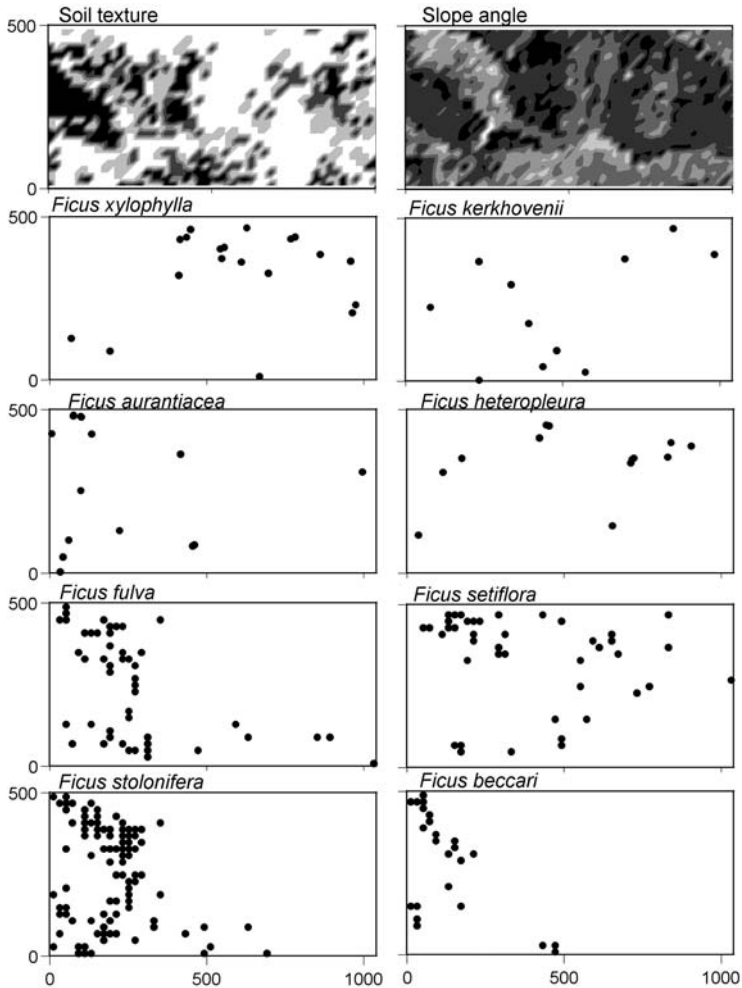 Soil texture
Slope angle
500
0
Ficus xylophylla
Ficus kerkhovenii
500
0
Ficus aurantiacea
Ficus heteropleura
500
0
Ficus fulva
Ficus setiflora
500
0
Ficus stolonifera
Ficus beccari
500
0
0
500
1000
0
500
1000